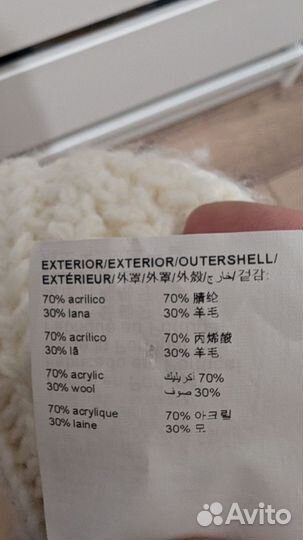 EXTERIOR/EXTERIOR/OUTERSHELL/
EXTÉRIEUR/外罩/外罩/外殼/خارج/겉감:
70% acrílico
30% lana
70% acrílico
30% lã
70% acrylic
30% wool
70% acrylique
30% laine
70% 腈纶
30% 羊毛
70% 丙烯酸
30% 羊毛
70% أكريليك
30% صوف
70% 아크릴
30% 모
Avito